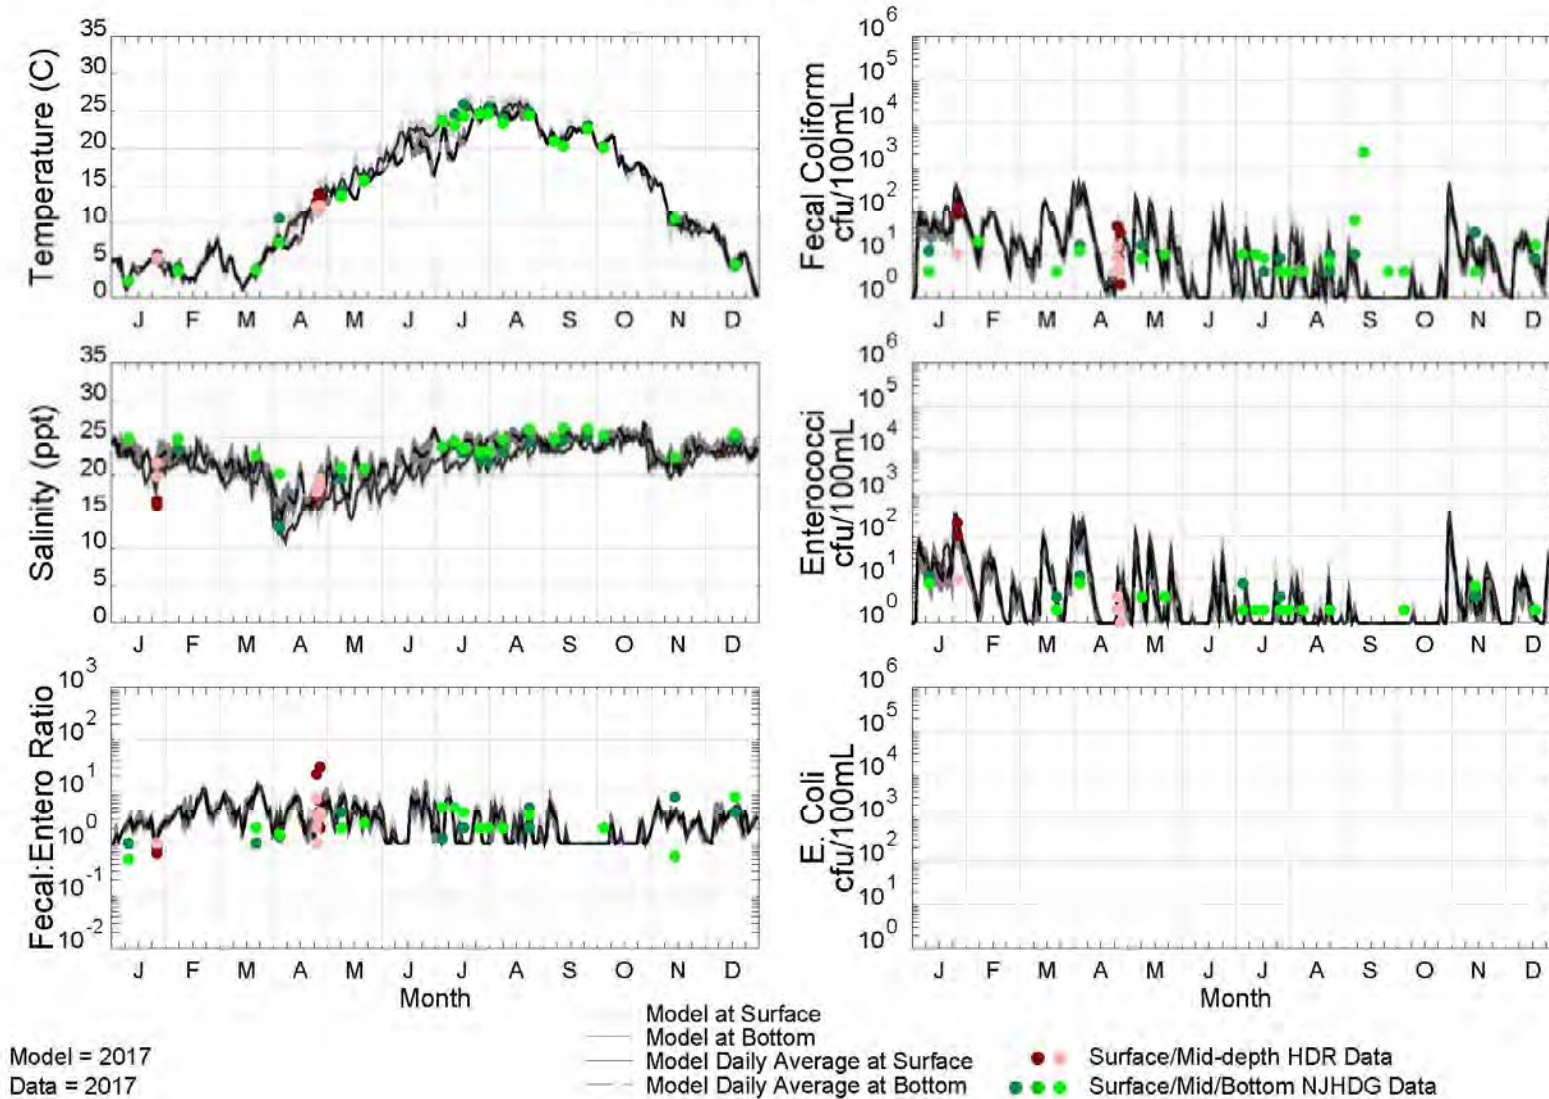 Temperature (C)
35
30
25
20
15
10
5
0
J F M A M J J A S O N D
Fecal Coliform
cfu/100mL
10^6
10^5
10^4
10^3
10^2
10^1
10^0
J F M A M J J A S O N D
Salinity (ppt)
35
30
25
20
15
10
5
0
J F M A M J J A S O N D
Enterococci
cfu/100mL
10^6
10^5
10^4
10^3
10^2
10^1
10^0
J F M A M J J A S O N D
Fecal:Entero Ratio
10^3
10^2
10^1
10^0
10^-1
10^-2
J F M A M J J A S O N D
Month
E. Coli
cfu/100mL
10^6
10^5
10^4
10^3
10^2
10^1
10^0
J F M A M J J A S O N D
Month
Model = 2017
Data = 2017
Model at Surface
Model at Bottom
Model Daily Average at Surface
Model Daily Average at Bottom
Surface/Mid-depth HDR Data
Surface/Mid/Bottom NJHDG Data